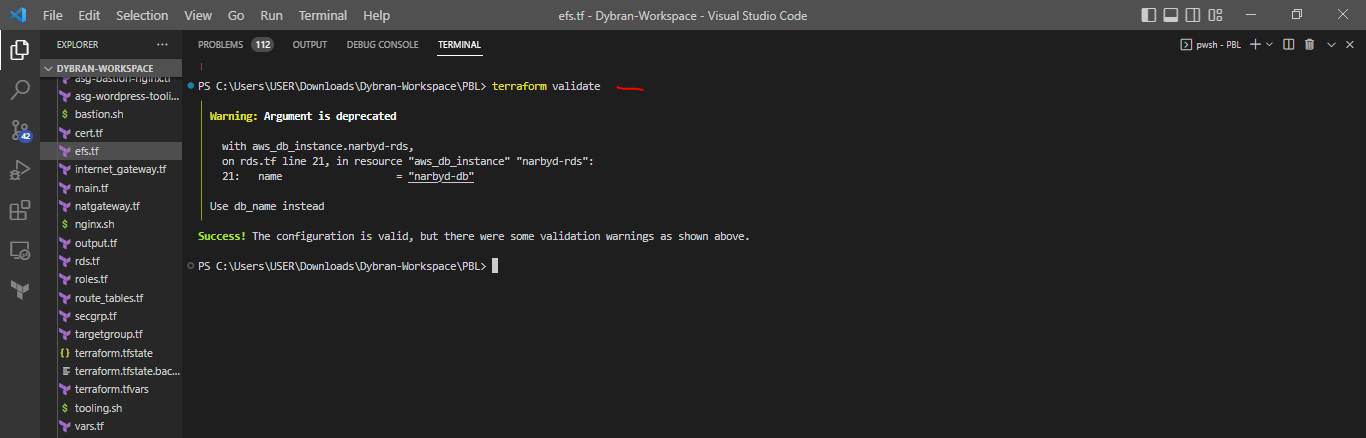 File Edit Selection View Go Run Terminal Help
efs.tf - Dybran-Workspace - Visual Studio Code
EXPLORER
DYBRAN-WORKSPACE
asg-bastion-nginx.tf
asg-wordpress-tooli...
$ bastion.sh
cert.tf
efs.tf
internet_gateway.tf
main.tf
natgateway.tf
$ nginx.sh
output.tf
rds.tf
roles.tf
route_tables.tf
secgrp.tf
targetgroup.tf
{} terraform.tfstate
terraform.tfstate.bac...
terraform.tfvars
$ tooling.sh
vars.tf
42
PROBLEMS 112 OUTPUT DEBUG CONSOLE TERMINAL
pwsh - PBL
PS C:\Users\USER\Downloads\Dybran-Workspace\PBL> terraform validate
Warning: Argument is deprecated
with aws_db_instance.narbyd-rds,
on rds.tf line 21, in resource "aws_db_instance" "narbyd-rds":
21: name = "narbyd-db"
Use db_name instead
Success! The configuration is valid, but there were some validation warnings as shown above.
PS C:\Users\USER\Downloads\Dybran-Workspace\PBL>